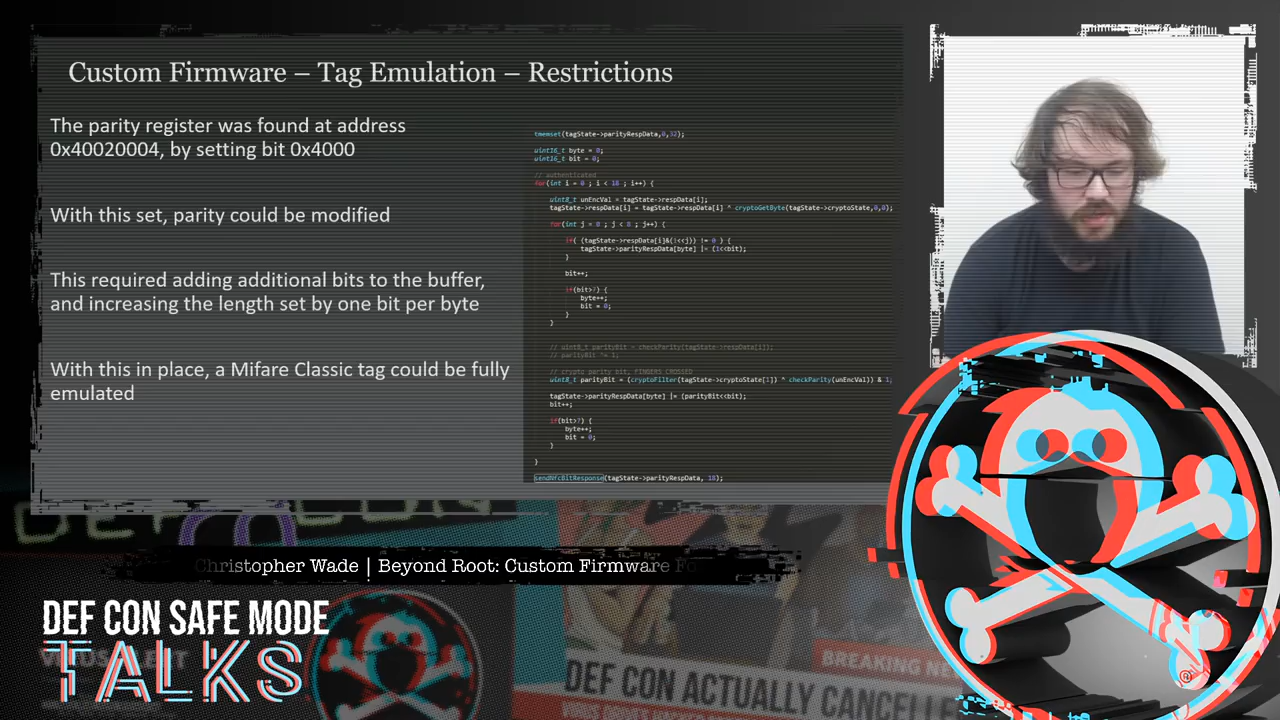 Custom Firmware – Tag Emulation – Restrictions
The parity register was found at address
0x40020004, by setting bit 0x4000
With this set, parity could be modified
This required adding additional bits to the buffer,
and increasing the length set by one bit per byte
With this in place, a Mifare Classic tag could be fully
emulated
tmemset(tagState->parityRespData,0,32);
uint16_t byte = 0;
uint16_t bit = 0;
// authenticated
for(int i = 0 ; i < 18 ; i++) {
uint8_t unEncVal = tagState->respData[i];
tagState->respData[i] = tagState->respData[i] ^ cryptoGetByte(tagState->cryptoState,0,0);
for(int j = 0 ; j < 8 ; j++) {
if( (tagState->respData[i]&(1<<j)) != 0 ) {
tagState->parityRespData[byte] |= (1<<bit);
}
bit++;
if(bit>7) {
byte++;
bit = 0;
}
}
// uint8_t parityBit = checkParity(tagState->respData[i]);
// parityBit ^= 1;
// crypto parity bit, FINGERS CROSSED
uint8_t parityBit = (cryptoFilter(tagState->cryptoState[1]) ^ checkParity(unEncVal)) & 1;
tagState->parityRespData[byte] |= (parityBit<<bit);
bit++;
if(bit>7) {
byte++;
bit = 0;
}
}
sendNfcBitResponse(tagState->parityRespData, 18);
Christopher Wade | Beyond Root: Custom Firmware Fo
DEF CON SAFE MODE
TALKS
DEF CON
BREAKING NE
DEF CON ACTUALLY CANCELLE
®